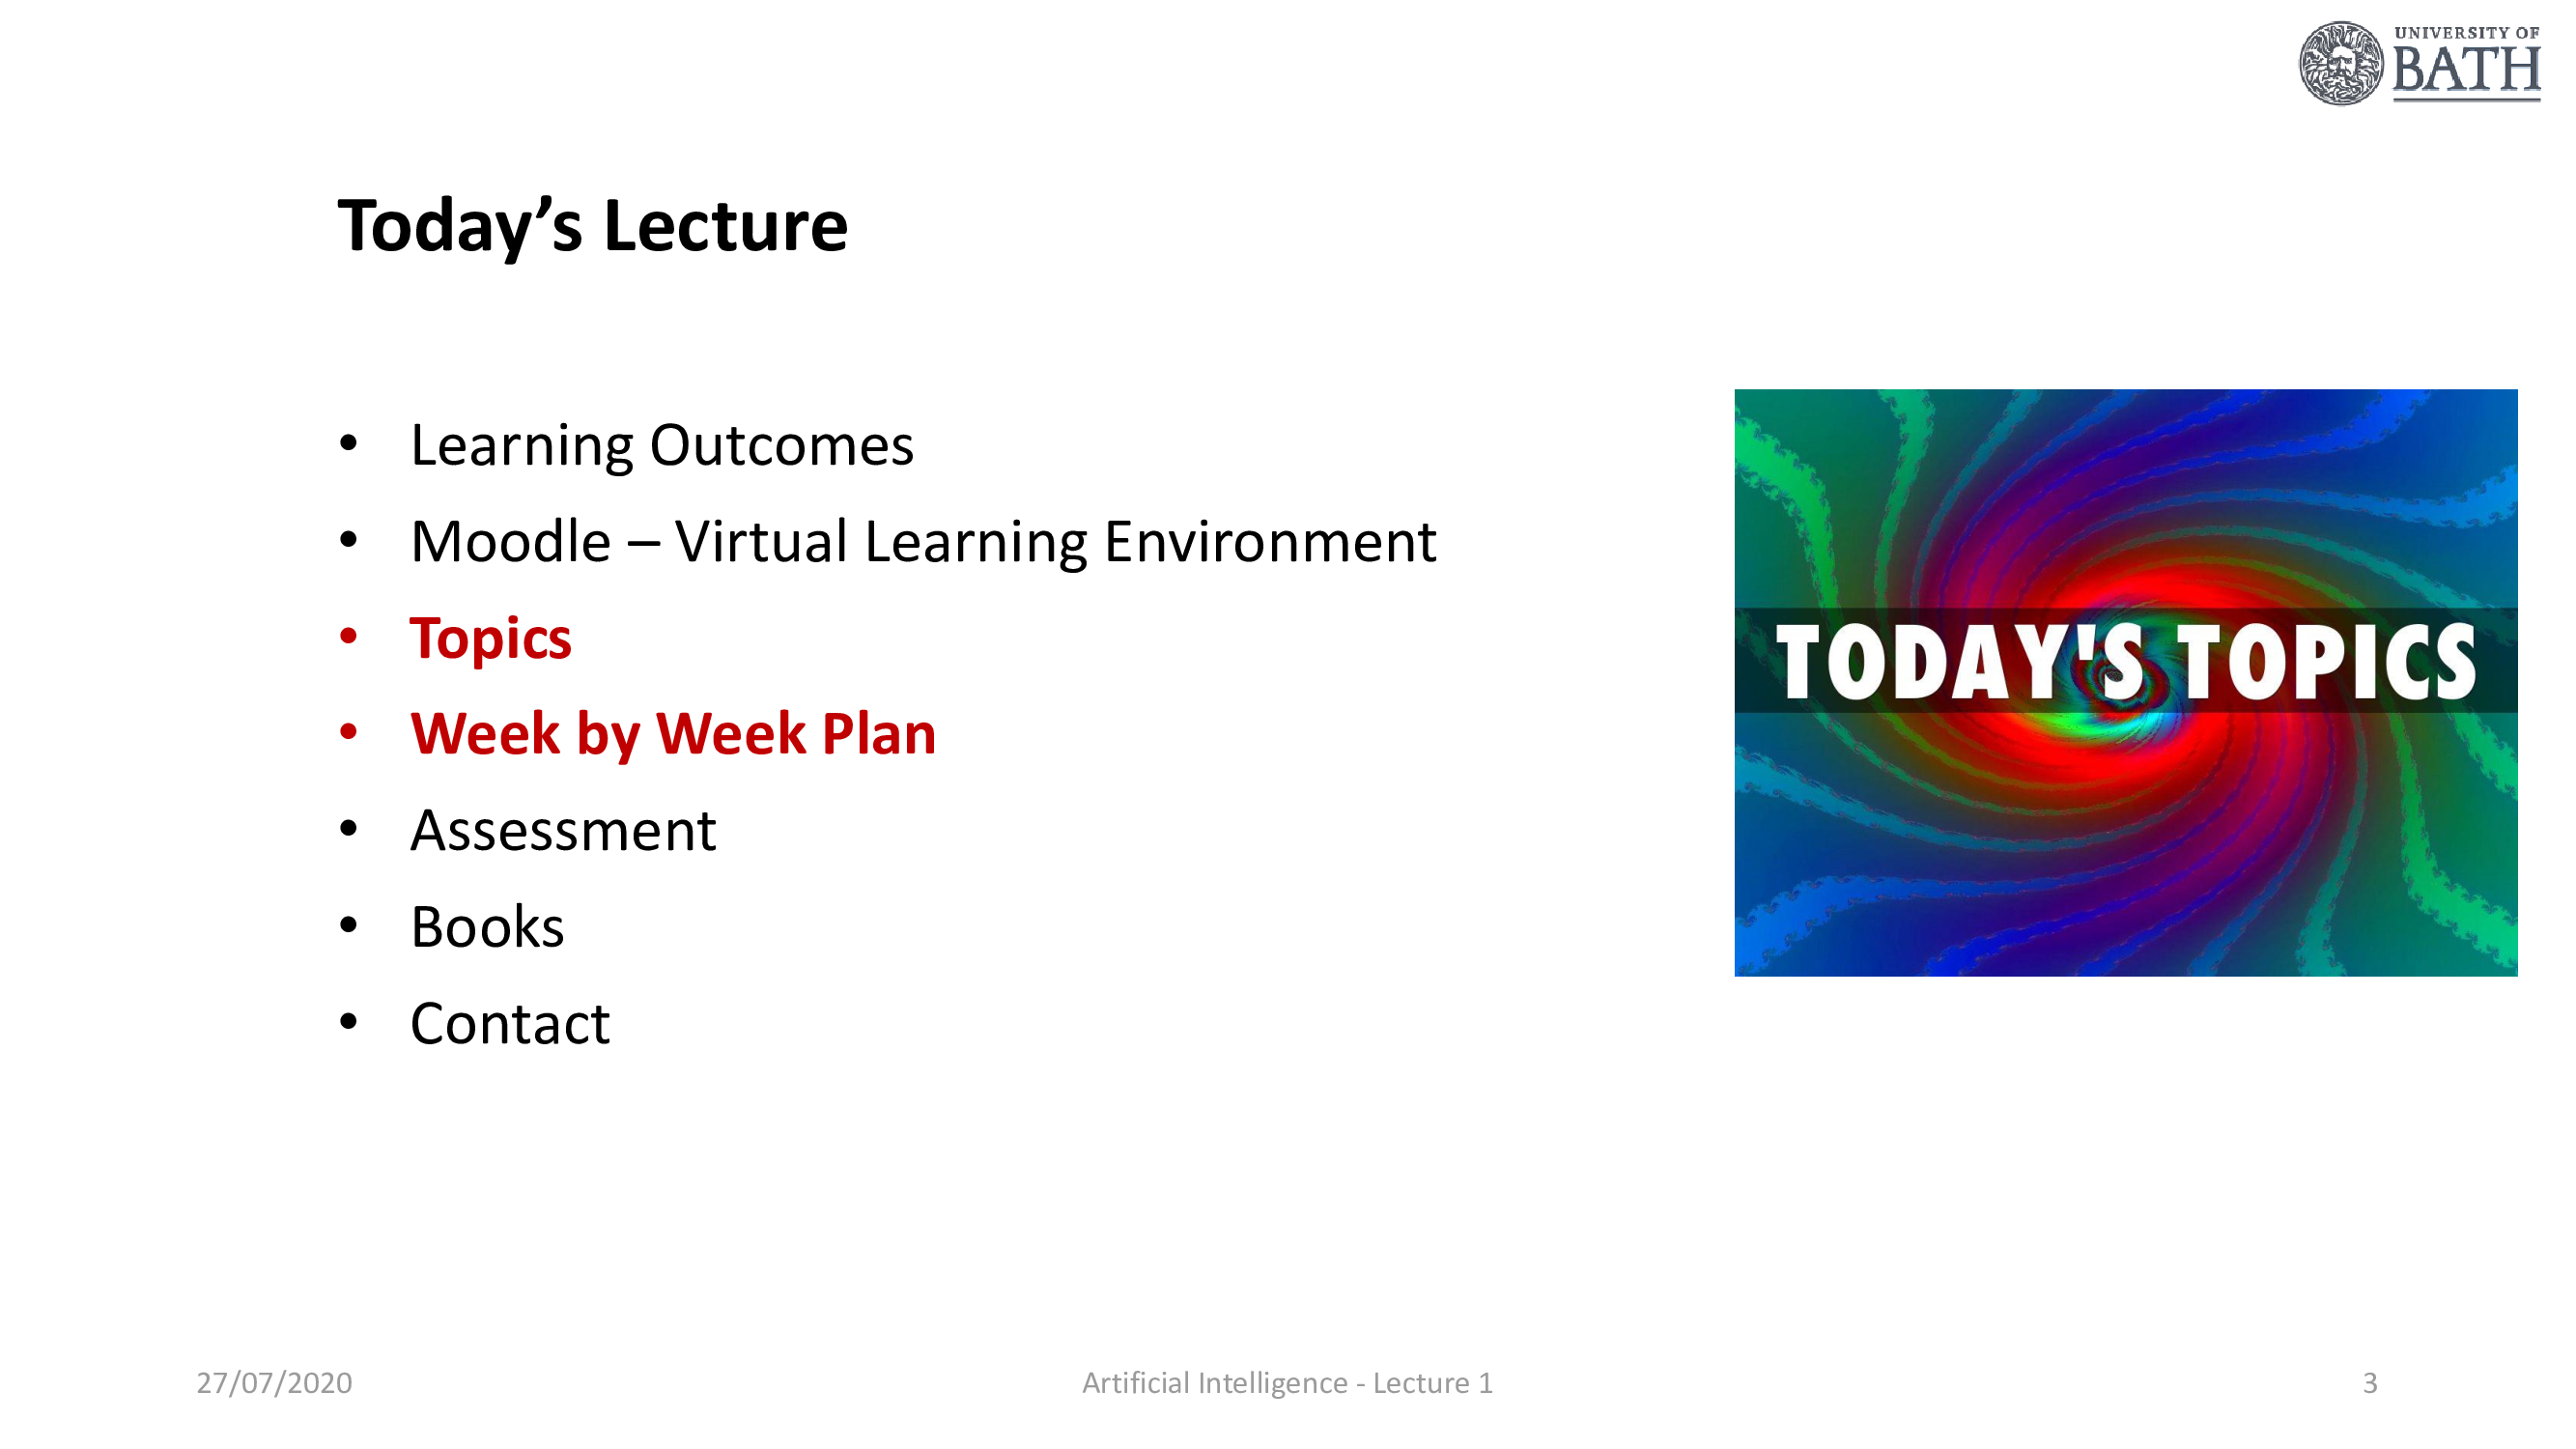 UNIVERSITY OF
BATH
Today’s Lecture
• Learning Outcomes
• Moodle – Virtual Learning Environment
• Topics
• Week by Week Plan
• Assessment
• Books
• Contact
TODAY'S TOPICS
27/07/2020
Artificial Intelligence - Lecture 1
3